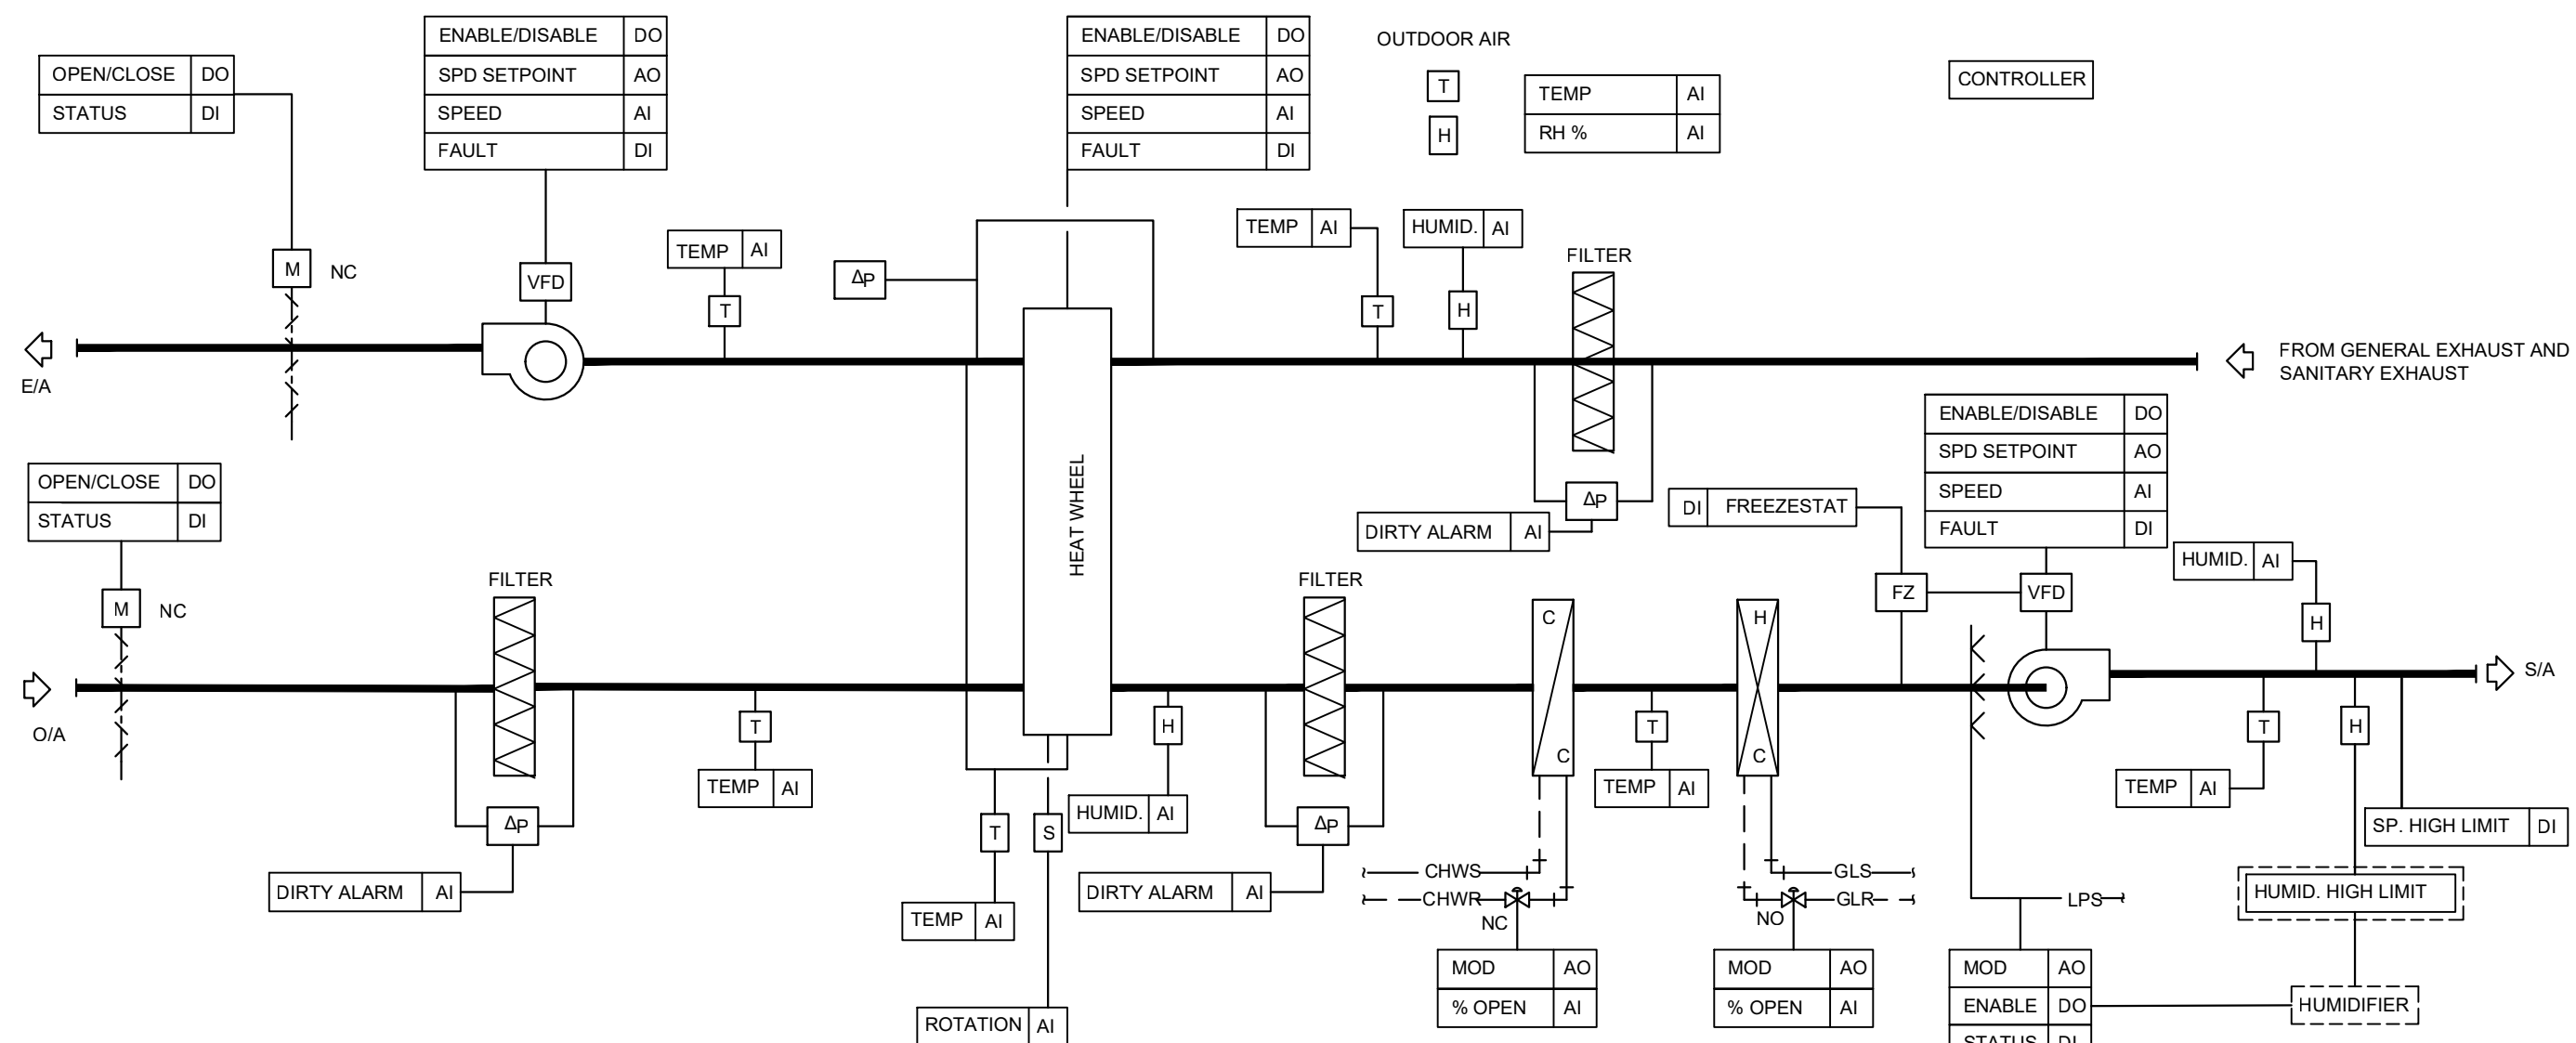 ENABLE/DISABLE DO
SPD SETPOINT AO
SPEED AI
FAULT DI
ENABLE/DISABLE DO
SPD SETPOINT AO
SPEED AI
FAULT DI
OUTDOOR AIR
T
H
TEMP AI
RH % AI
CONTROLLER
OPEN/CLOSE DO
STATUS DI
M NC
VFD
TEMP AI
T
ΔP
TEMP AI
T
HUMID. AI
H
FILTER
E/A
FROM GENERAL EXHAUST AND
SANITARY EXHAUST
ΔP
DIRTY ALARM AI
HEAT WHEEL
OPEN/CLOSE DO
STATUS DI
M NC
FILTER
FILTER
DI FREEZESTAT
ENABLE/DISABLE DO
SPD SETPOINT AO
SPEED AI
FAULT DI
FZ
VFD
HUMID. AI
H
C
C
H
C
S/A
O/A
T
TEMP AI
ΔP
DIRTY ALARM AI
T
TEMP AI
S
ROTATION AI
H
HUMID. AI
ΔP
DIRTY ALARM AI
T
TEMP AI
CHWS
CHWR
NC
MOD AO
% OPEN AI
GLS
GLR
NO
MOD AO
% OPEN AI
T
TEMP AI
H
SP. HIGH LIMIT DI
HUMID. HIGH LIMIT
LPS
MOD AO
ENABLE DO
STATUS DI
HUMIDIFIER